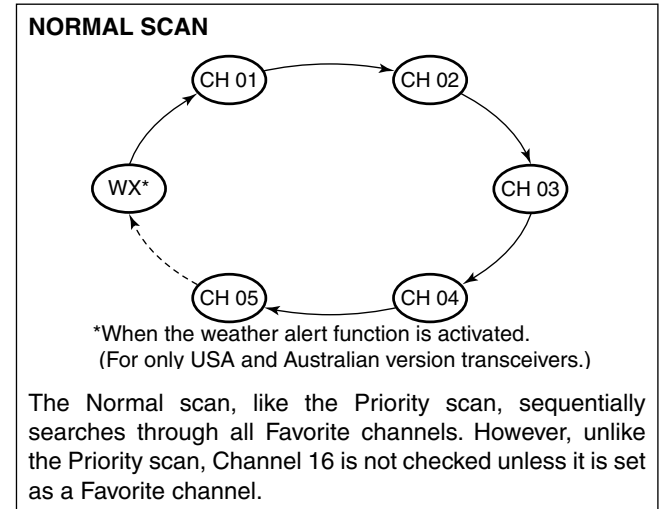 NORMAL SCAN
CH 01
CH 02
WX*
CH 03
CH 05
CH 04
*When the weather alert function is activated.
(For only USA and Australian version transceivers.)
The Normal scan, like the Priority scan, sequentially
searches through all Favorite channels. However, unlike
the Priority scan, Channel 16 is not checked unless it is set
as a Favorite channel.